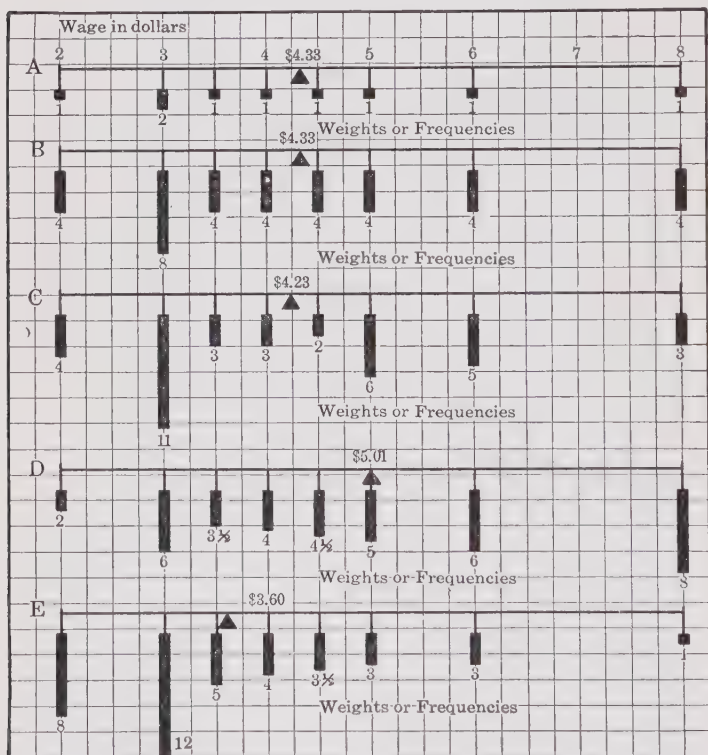 Wage in dollars
2 3 4 5 6 7 8
A $4.33
1 2 1 1 1 1 1 1
Weights or Frequencies
B $4.33
4 8 4 4 4 4 4 4
Weights or Frequencies
C $4.23
4 11 3 3 2 6 5 3
Weights or Frequencies
D $5.01
2 6 3½ 4 4½ 5 6 8
Weights or Frequencies
E $3.60
8 12 5 4 3½ 3 3 1
Weights or Frequencies